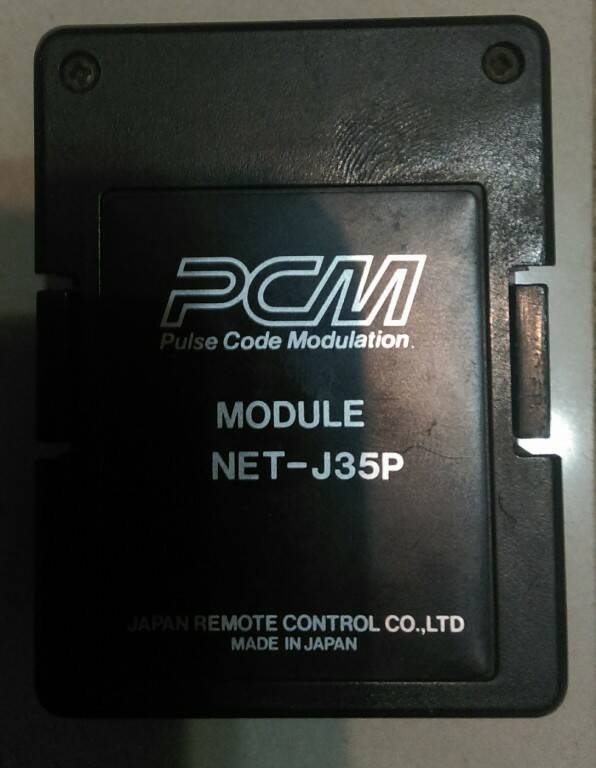 PCM
Pulse Code Modulation.
MODULE
NET-J35P
JAPAN REMOTE CONTROL CO.,LTD
MADE IN JAPAN